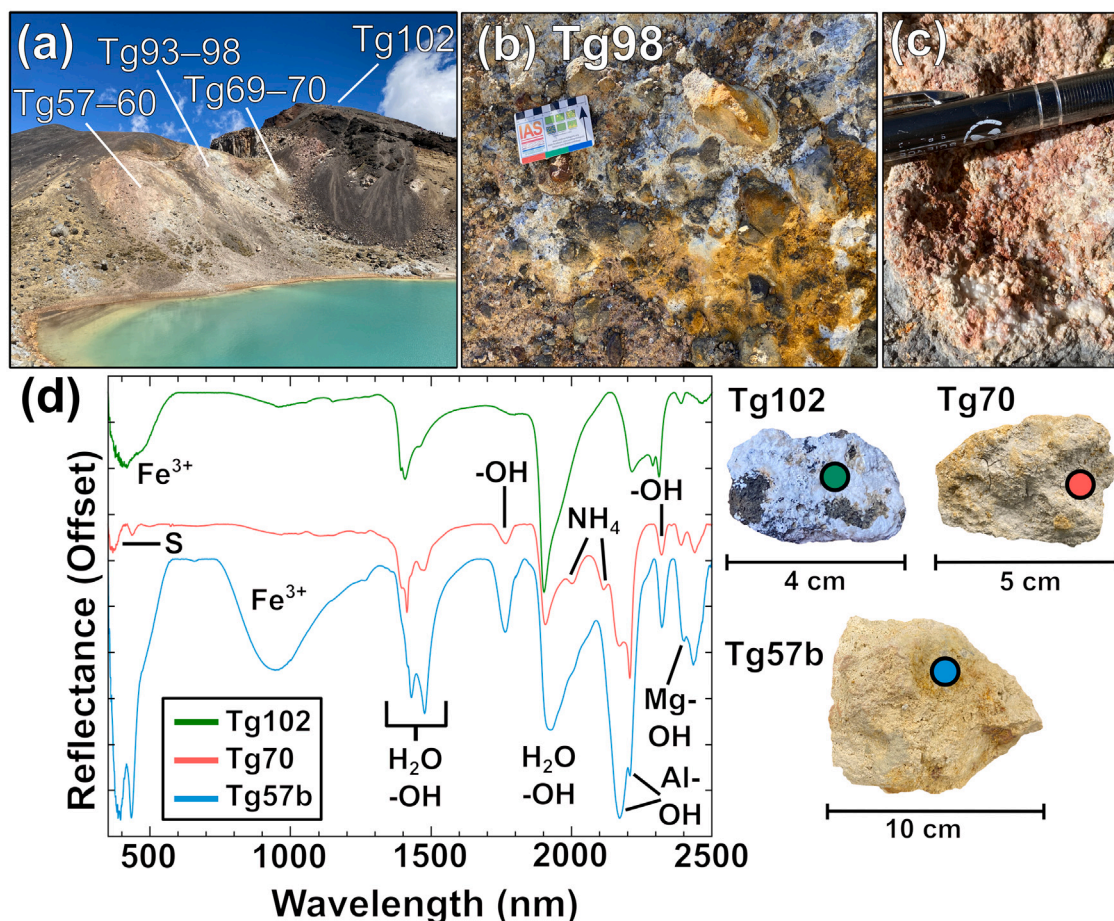 (a)
Tg93–98
Tg102
Tg57–60
Tg69–70
(b) Tg98
IAS
(c)
(d)
Reflectance (Offset)
Fe³⁺
S
Fe³⁺
-OH
NH₄
-OH
Tg102
Tg70
Tg57b
H₂O
-OH
H₂O
-OH
Mg-
OH
Al-
OH
350
1000
1500
2000
2500
Wavelength (nm)
Tg102
4 cm
Tg70
5 cm
Tg57b
10 cm